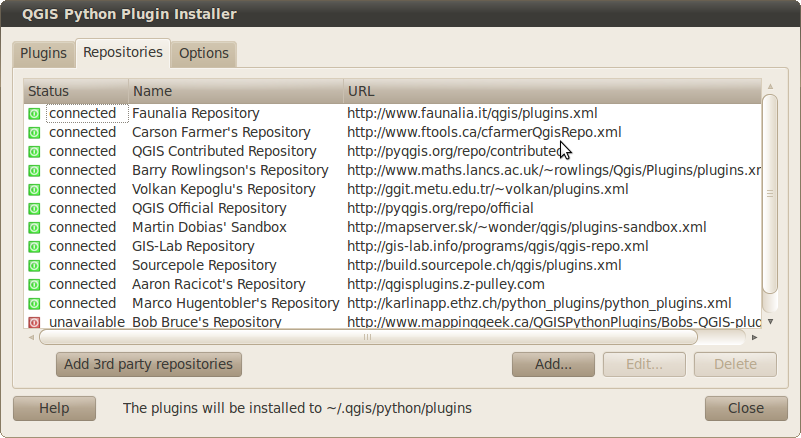 QGIS Python Plugin Installer
Plugins Repositories Options
Status Name URL
connected Faunalia Repository http://www.faunalia.it/qgis/plugins.xml
connected Carson Farmer's Repository http://www.ftools.ca/cfarmerQgisRepo.xml
connected QGIS Contributed Repository http://pyqgis.org/repo/contributed
connected Barry Rowlingson's Repository http://www.maths.lancs.ac.uk/~rowlings/Qgis/Plugins/plugins.xm
connected Volkan Kepoglu's Repository http://ggit.metu.edu.tr/~volkan/plugins.xml
connected QGIS Official Repository http://pyqgis.org/repo/official
connected Martin Dobias' Sandbox http://mapserver.sk/~wonder/qgis/plugins-sandbox.xml
connected GIS-Lab Repository http://gis-lab.info/programs/qgis/qgis-repo.xml
connected Sourcepole Repository http://build.sourcepole.ch/qgis/plugins.xml
connected Aaron Racicot's Repository http://qgisplugins.z-pulley.com
connected Marco Hugentobler's Repository http://karlinapp.ethz.ch/python_plugins/python_plugins.xml
unavailable Bob Bruce's Repository http://www.mappinggeek.ca/QGISPythonPlugins/Bobs-QGIS-plug
Add 3rd party repositories Add... Edit... Delete
Help The plugins will be installed to ~/.qgis/python/plugins Close